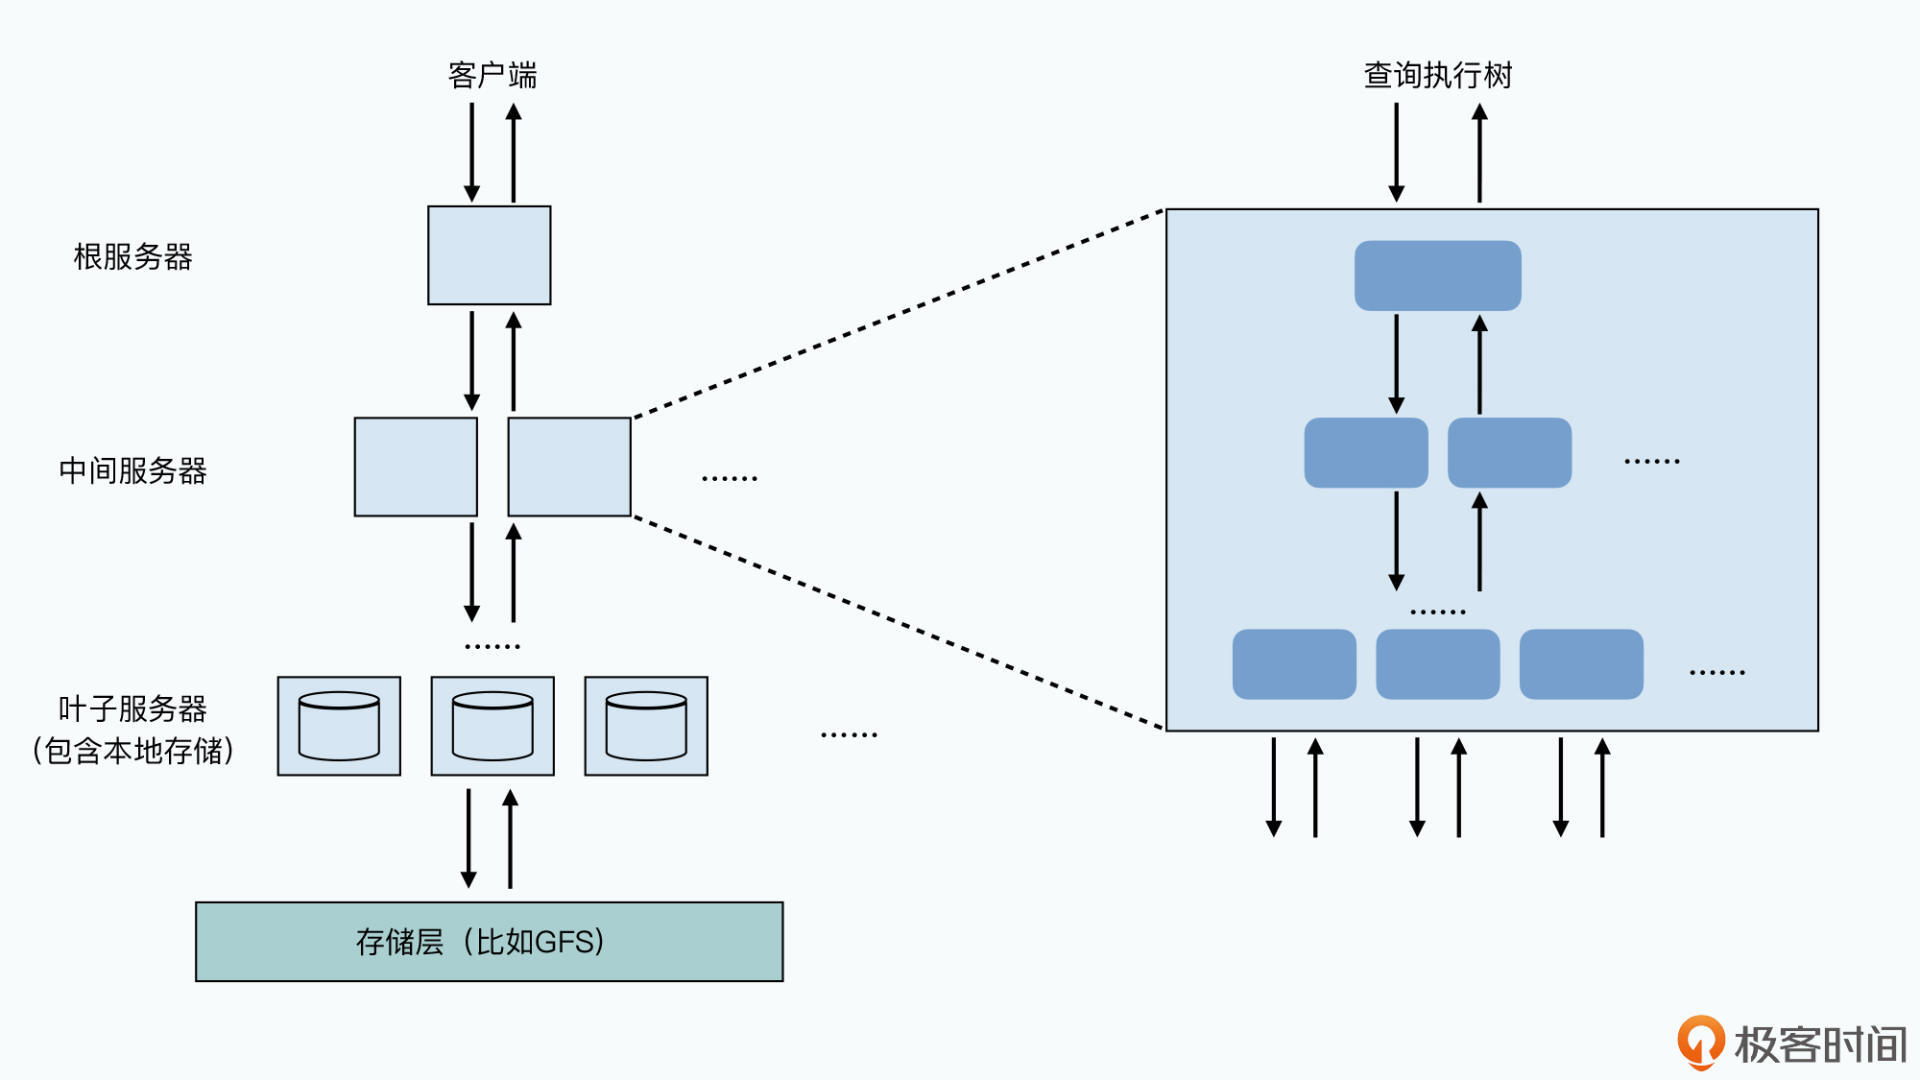 客户端
查询执行树
根服务器
中间服务器
......
......
......
......
叶子服务器
（包含本地存储）
......
......
存储层（比如GFS）
极客时间